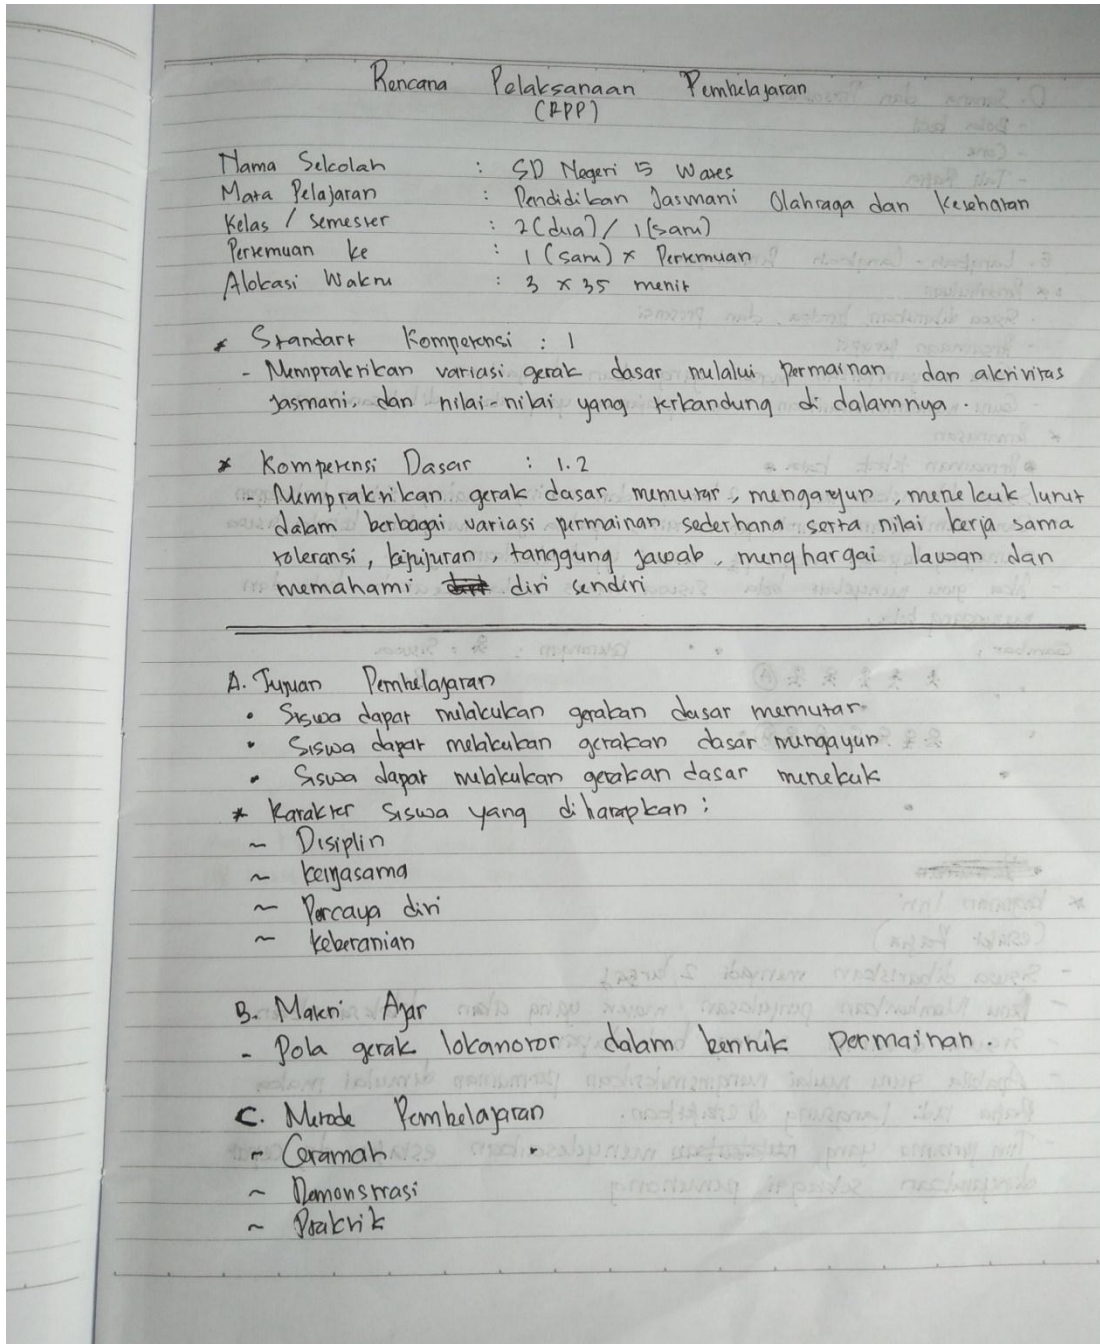 Rencana Pelaksanaan Pembelajaran
(RPP)
Nama Sekolah : SD Negeri 15 Waxes
Mata Pelajaran : Pendidikan Jasmani Olahraga dan Kesehatan
Kelas / Semester : 2 (dua) / 1 (satu)
Pertemuan ke : 1 (satu) x Pertemuan
Alokasi Waktu : 3 x 35 menit
* Standart Kompetensi : 1
- Mempraktikan variasi gerak dasar melalui permainan dan aktivitas
Jasmani, dan nilai-nilai yang terkandung di dalamnya.
* Kompetensi Dasar : 1.2
- Mempraktikan gerak dasar memutar, mengayun, menekuk lutut
dalam berbagai variasi permainan sederhana serta nilai kerja sama
toleransi, kejujuran, tanggung jawab, menghargai lawan dan
memahami diri sendiri
A. Tujuan Pembelajaran
• Siswa dapat melakukan gerakan dasar memutar
• Siswa dapat melakukan gerakan dasar mengayun
• Siswa dapat melakukan gerakan dasar menekuk
* Karakter Siswa yang diharapkan :
~ Disiplin
~ Kerjasama
~ Percaya diri
~ Keberanian
B. Materi Ajar
- Pola gerak lokanotor dalam bentuk permainan.
C. Metode Pembelajaran
~ Ceramah
~ Demonstrasi
~ Praktik